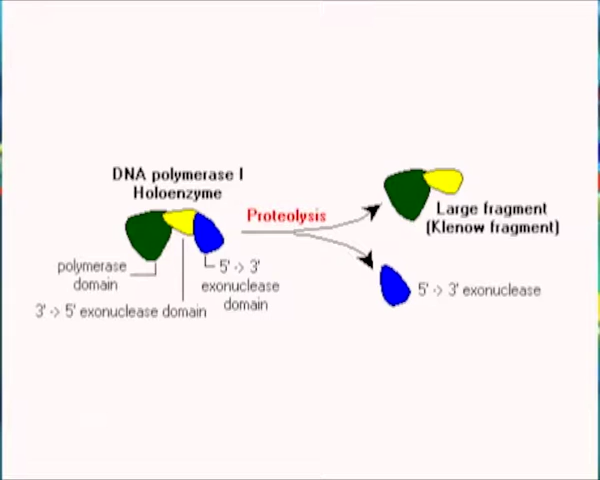 DNA polymerase I
Holoenzyme
polymerase
domain
3' -> 5' exonuclease domain
5' -> 3'
exonuclease
domain
Proteolysis
Large fragment
(Klenow fragment)
5' -> 3' exonuclease